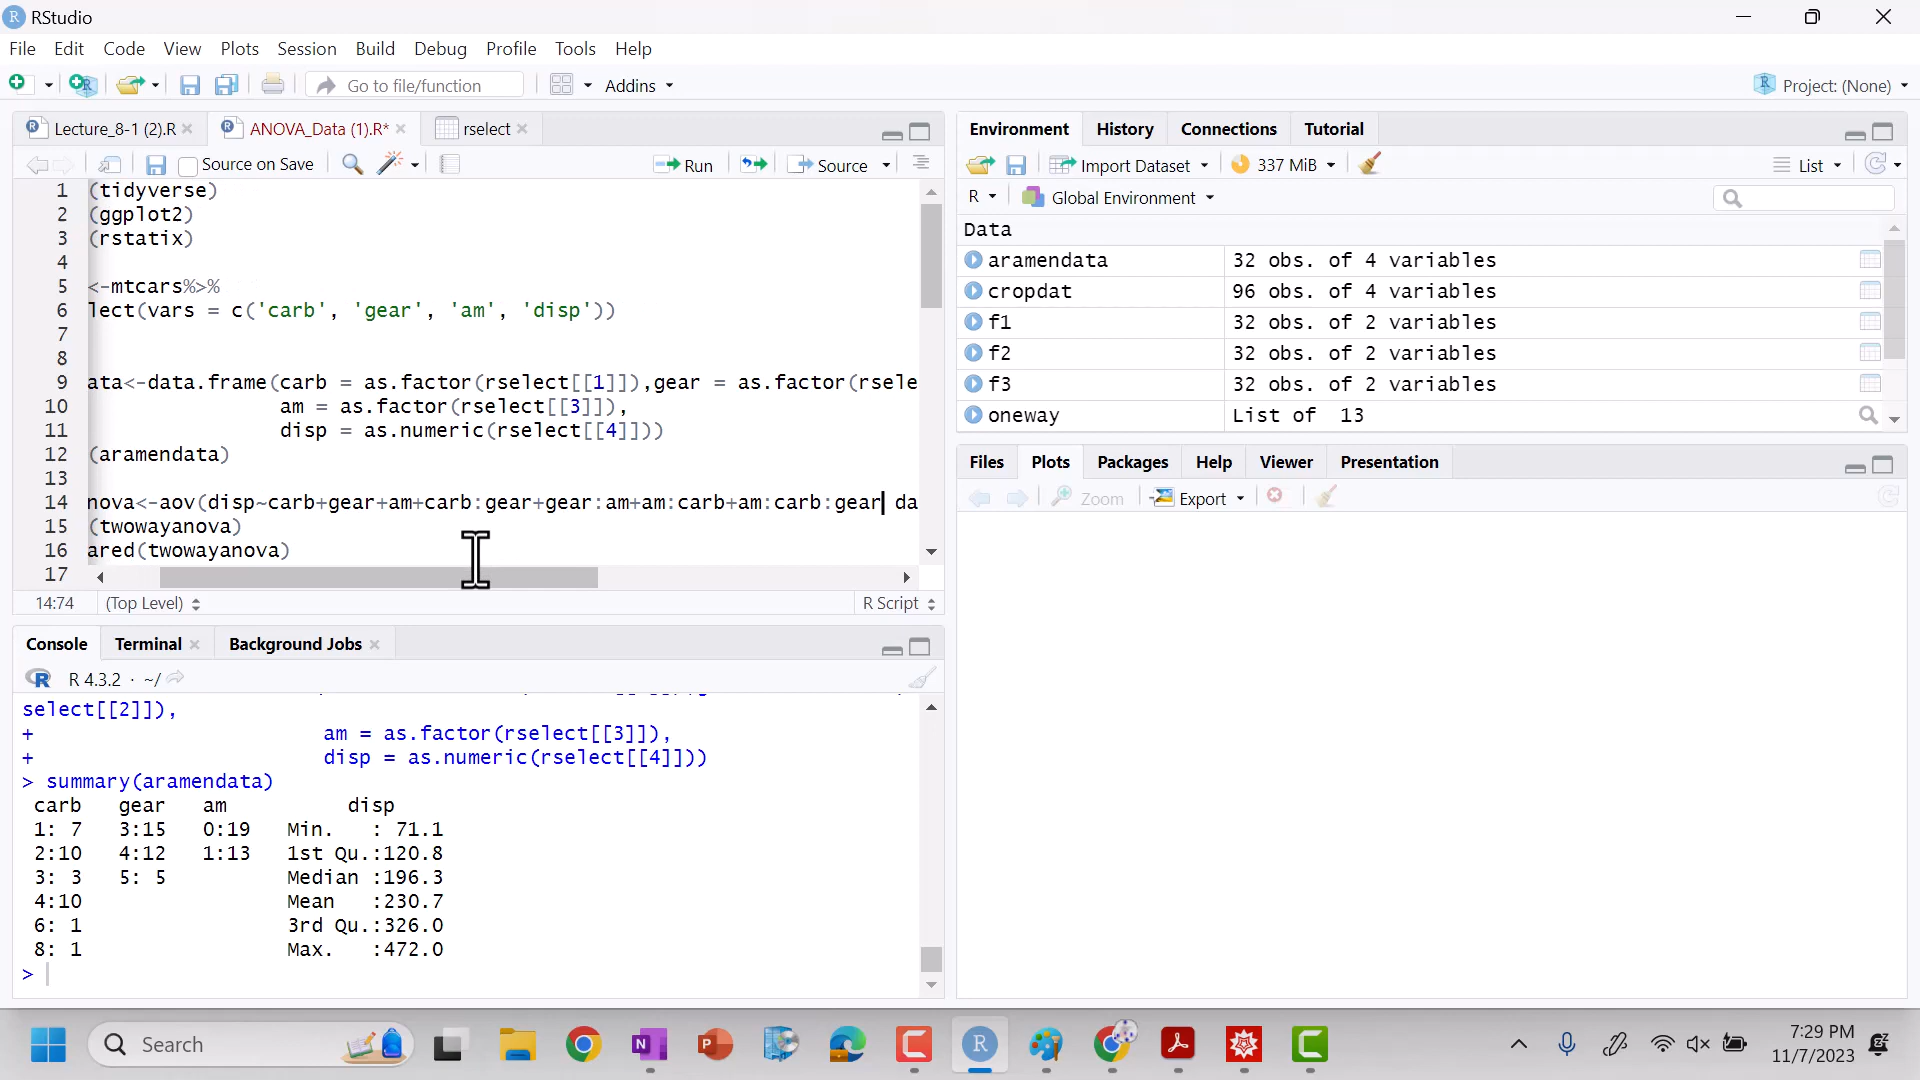 RStudio
File Edit Code View Plots Session Build Debug Profile Tools Help
Go to file/function Addins Project: (None)
Lecture_8-1 (2).R ANOVA_Data (1).R* rselect
Source on Save Run Source
1 (tidyverse)
2 (ggplot2)
3 (rstatix)
4
5 <-mtcars%>%
6 lect(vars = c('carb', 'gear', 'am', 'disp'))
7
8
9 ata<-data.frame(carb = as.factor(rselect[[1]]),gear = as.factor(rsele
10 am = as.factor(rselect[[3]]),
11 disp = as.numeric(rselect[[4]]))
12 (aramendata)
13
14 nova<-aov(disp~carb+gear+am+carb:gear+gear:am+am:carb+am:carb:gear da
15 (twowayanova)
16 ared(twowayanova)
17
14:74 (Top Level) R Script
Console Terminal Background Jobs
R 4.3.2 · ~/
select[[2]]),
+ am = as.factor(rselect[[3]]),
+ disp = as.numeric(rselect[[4]]))
> summary(aramendata)
carb gear am disp
1: 7 3:15 0:19 Min. : 71.1
2:10 4:12 1:13 1st Qu.:120.8
3: 3 5: 5 Median :196.3
4:10 Mean :230.7
6: 1 3rd Qu.:326.0
8: 1 Max. :472.0
>
Environment History Connections Tutorial
Import Dataset 337 MiB List
R Global Environment
Data
aramendata 32 obs. of 4 variables
cropdat 96 obs. of 4 variables
f1 32 obs. of 2 variables
f2 32 obs. of 2 variables
f3 32 obs. of 2 variables
oneway List of 13
Files Plots Packages Help Viewer Presentation
Zoom Export
Search
7:29 PM
11/7/2023